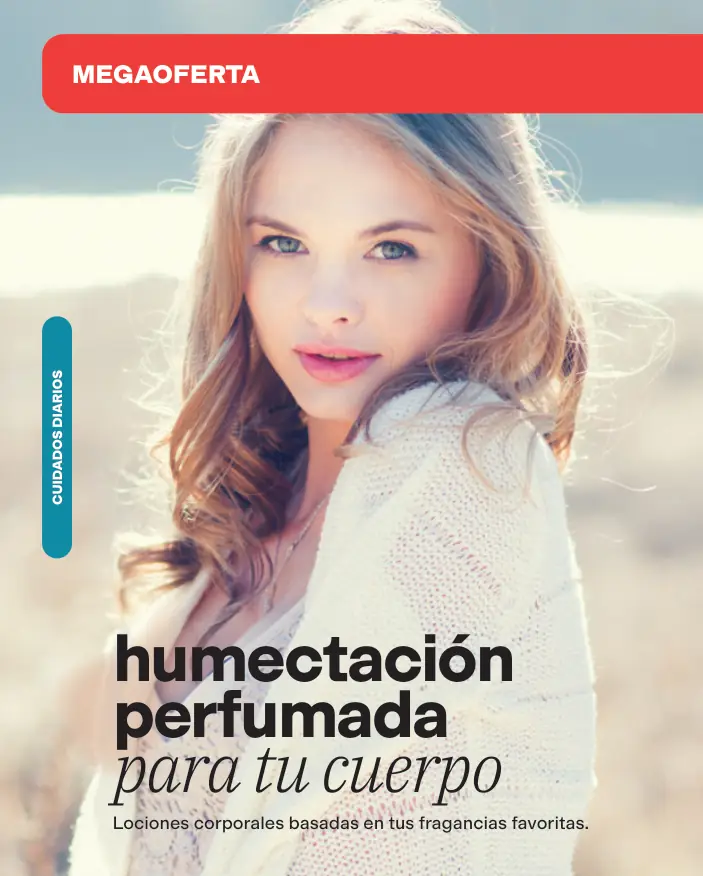 MEGAOFERTA
CUIDADOS DIARIOS
humectación
perfumada
para tu cuerpo
Lociones corporales basadas en tus fragancias favoritas.